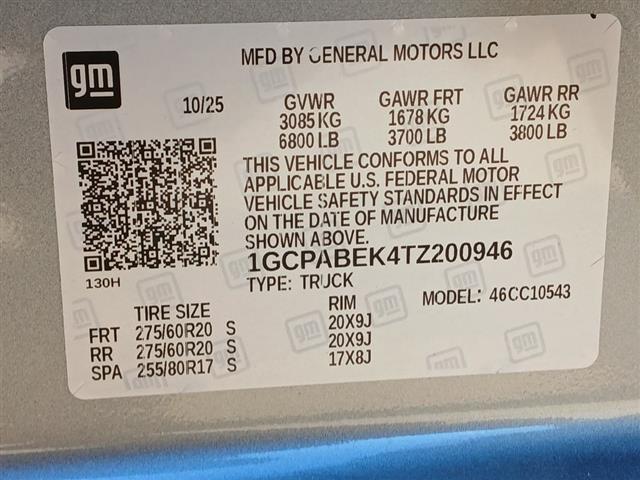 gm
MFD BY GENERAL MOTORS LLC
10/25
GVWR GAWR FRT GAWR RR
3085 KG 1678 KG 1724 KG
6800 LB 3700 LB 3800 LB
THIS VEHICLE CONFORMS TO ALL
APPLICABLE U.S. FEDERAL MOTOR
VEHICLE SAFETY STANDARDS IN EFFECT
ON THE DATE OF MANUFACTURE
SHOWN ABOVE.
1GCPABEK4TZ200946
130H
TYPE: TRUCK MODEL: 46CC10543
TIRE SIZE RIM
FRT 275/60R20 S 20X9J
RR 275/60R20 S 20X9J
SPA 255/80R17 S 17X8J